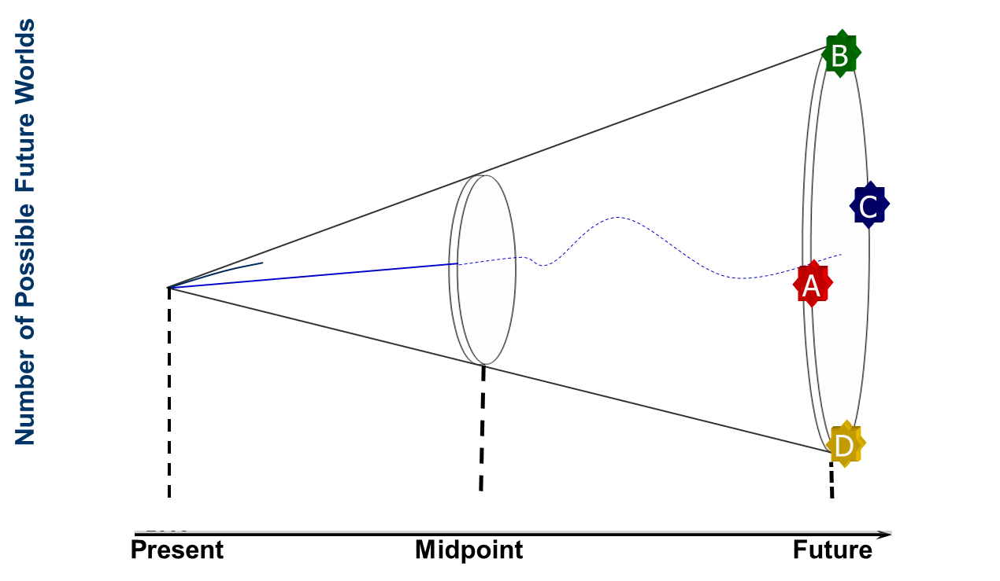 Number of Possible Future Worlds
B
C
A
D
Present
Midpoint
Future